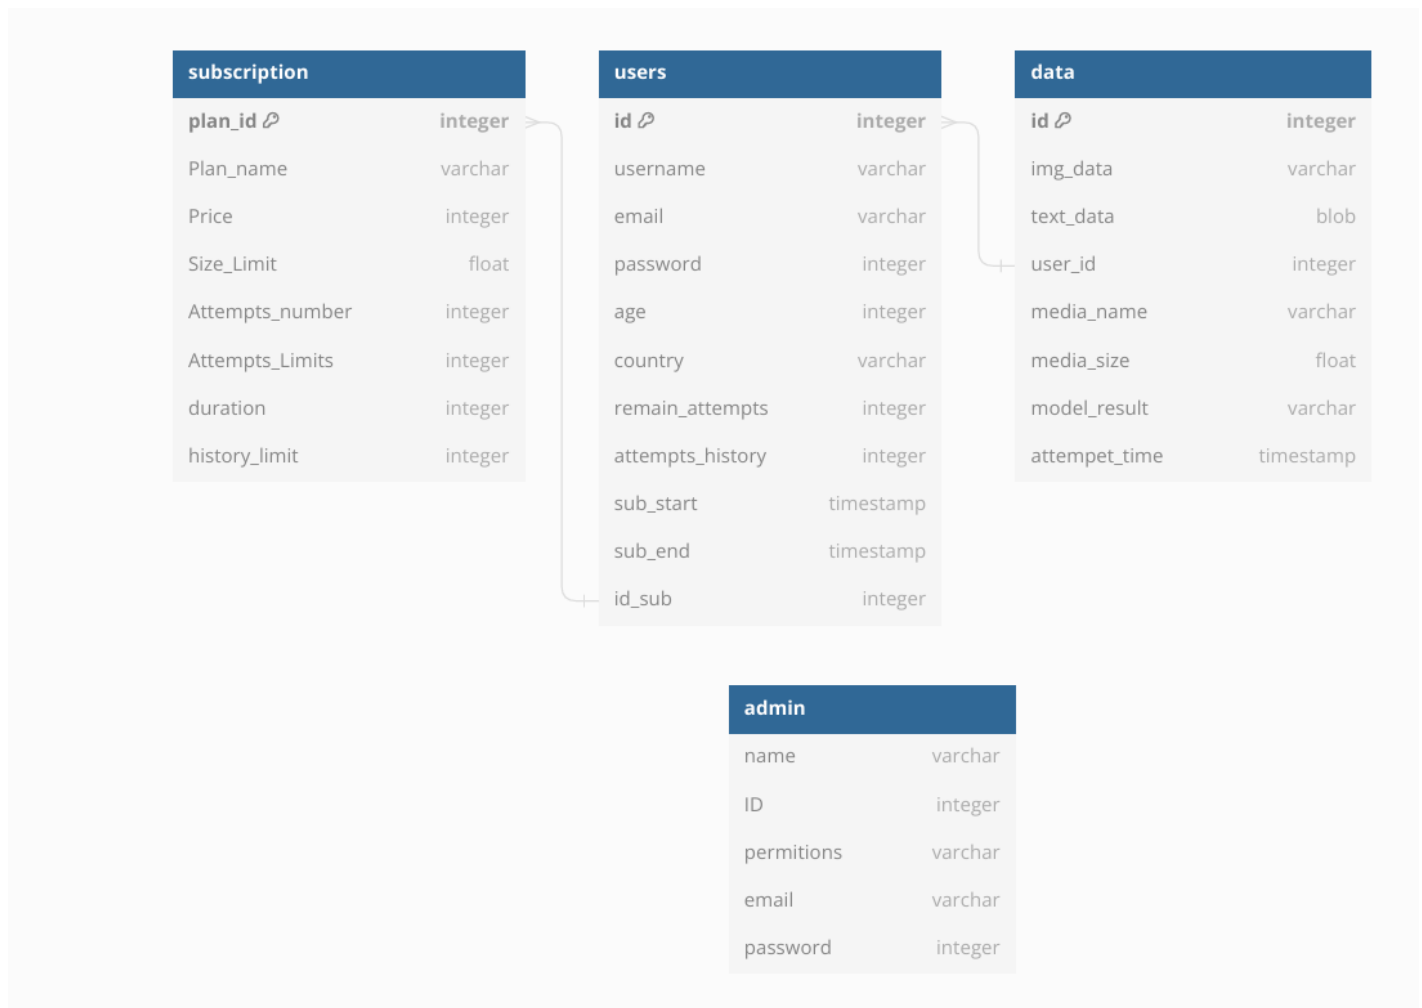 subscription
plan_id integer
Plan_name varchar
Price integer
Size_Limit float
Attempts_number integer
Attempts_Limits integer
duration integer
history_limit integer
users
id integer
username varchar
email varchar
password integer
age integer
country varchar
remain_attempts integer
attempts_history integer
sub_start timestamp
sub_end timestamp
id_sub integer
data
id integer
img_data varchar
text_data blob
user_id integer
media_name varchar
media_size float
model_result varchar
attempet_time timestamp
admin
name varchar
ID integer
permitions varchar
email varchar
password integer